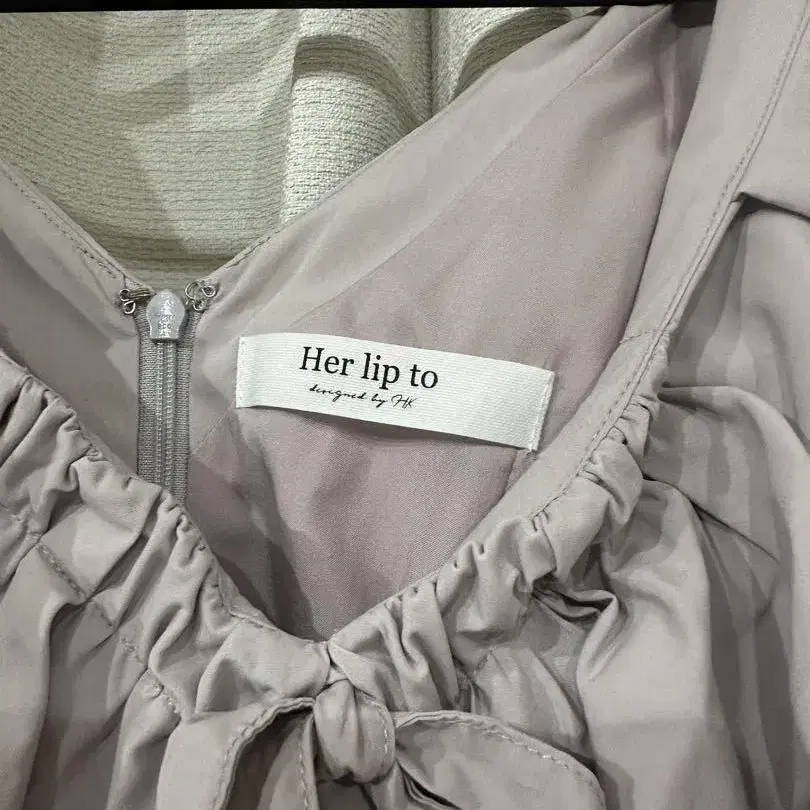 Her lip to
designed by HK